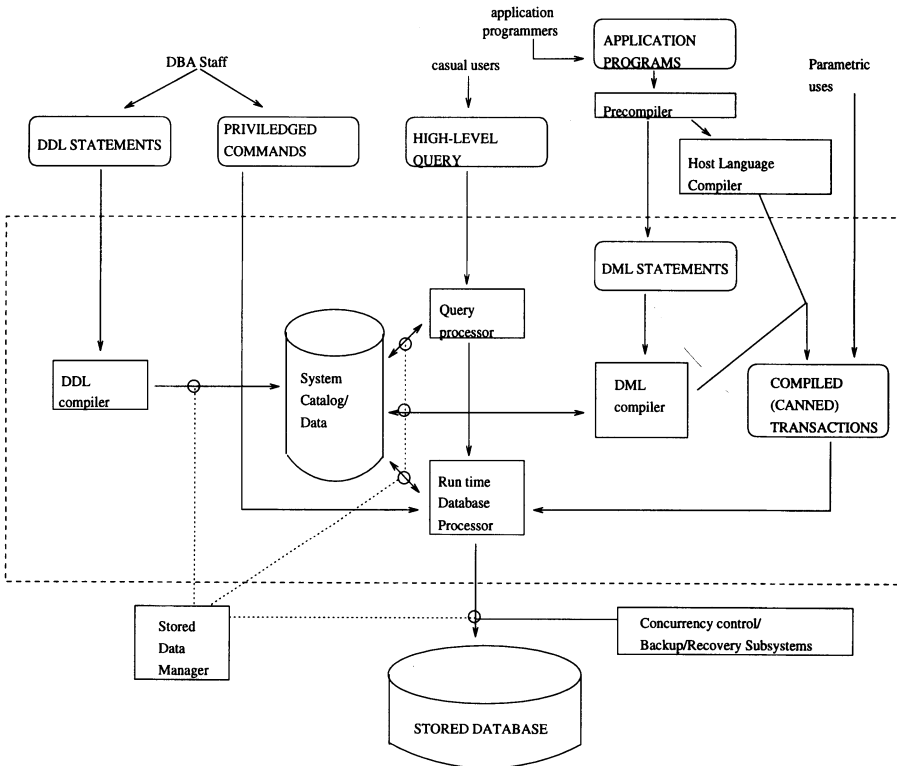 application
programmers
APPLICATION
PROGRAMS
DBA Staff
casual users
Parametric
uses
Precompiler
DDL STATEMENTS
PRIVILEDGED
COMMANDS
HIGH-LEVEL
QUERY
Host Language
Compiler
DML STATEMENTS
Query
processor
DDL
compiler
System
Catalog/
Data
DML
compiler
COMPILED
(CANNED)
TRANSACTIONS
Run time
Database
Processor
Stored
Data
Manager
Concurrency control/
Backup/Recovery Subsystems
STORED DATABASE